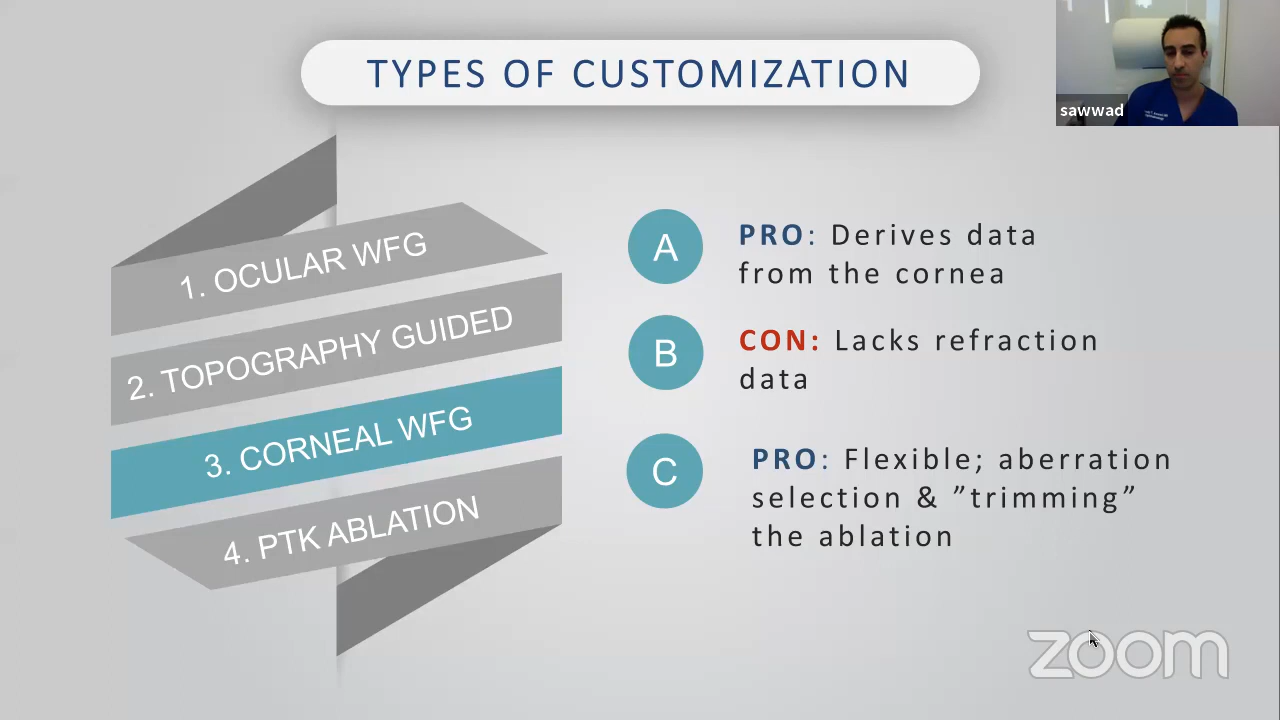 TYPES OF CUSTOMIZATION
sawwad
1. OCULAR WFG
2. TOPOGRAPHY GUIDED
3. CORNEAL WFG
4. PTK ABLATION
A
PRO: Derives data
from the cornea
B
CON: Lacks refraction
data
C
PRO: Flexible; aberration
selection & ”trimming”
the ablation
zoom